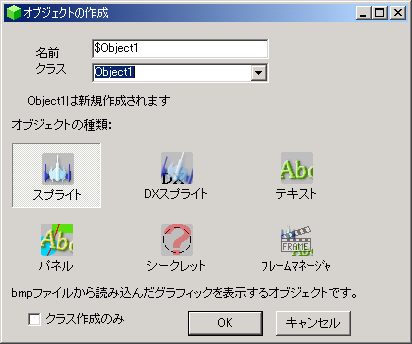 オブジェクトの作成
名前
$Object1
クラス
Object1
Object1は新規作成されます
オブジェクトの種類:
スプライト
DX
DXスプライト
Abc
テキスト
Abc
パネル
?
シークレット
FRAME
フレームマネージャ
bmpファイルから読み込んだグラフィックを表示するオブジェクトです。
クラス作成のみ
OK
キャンセル